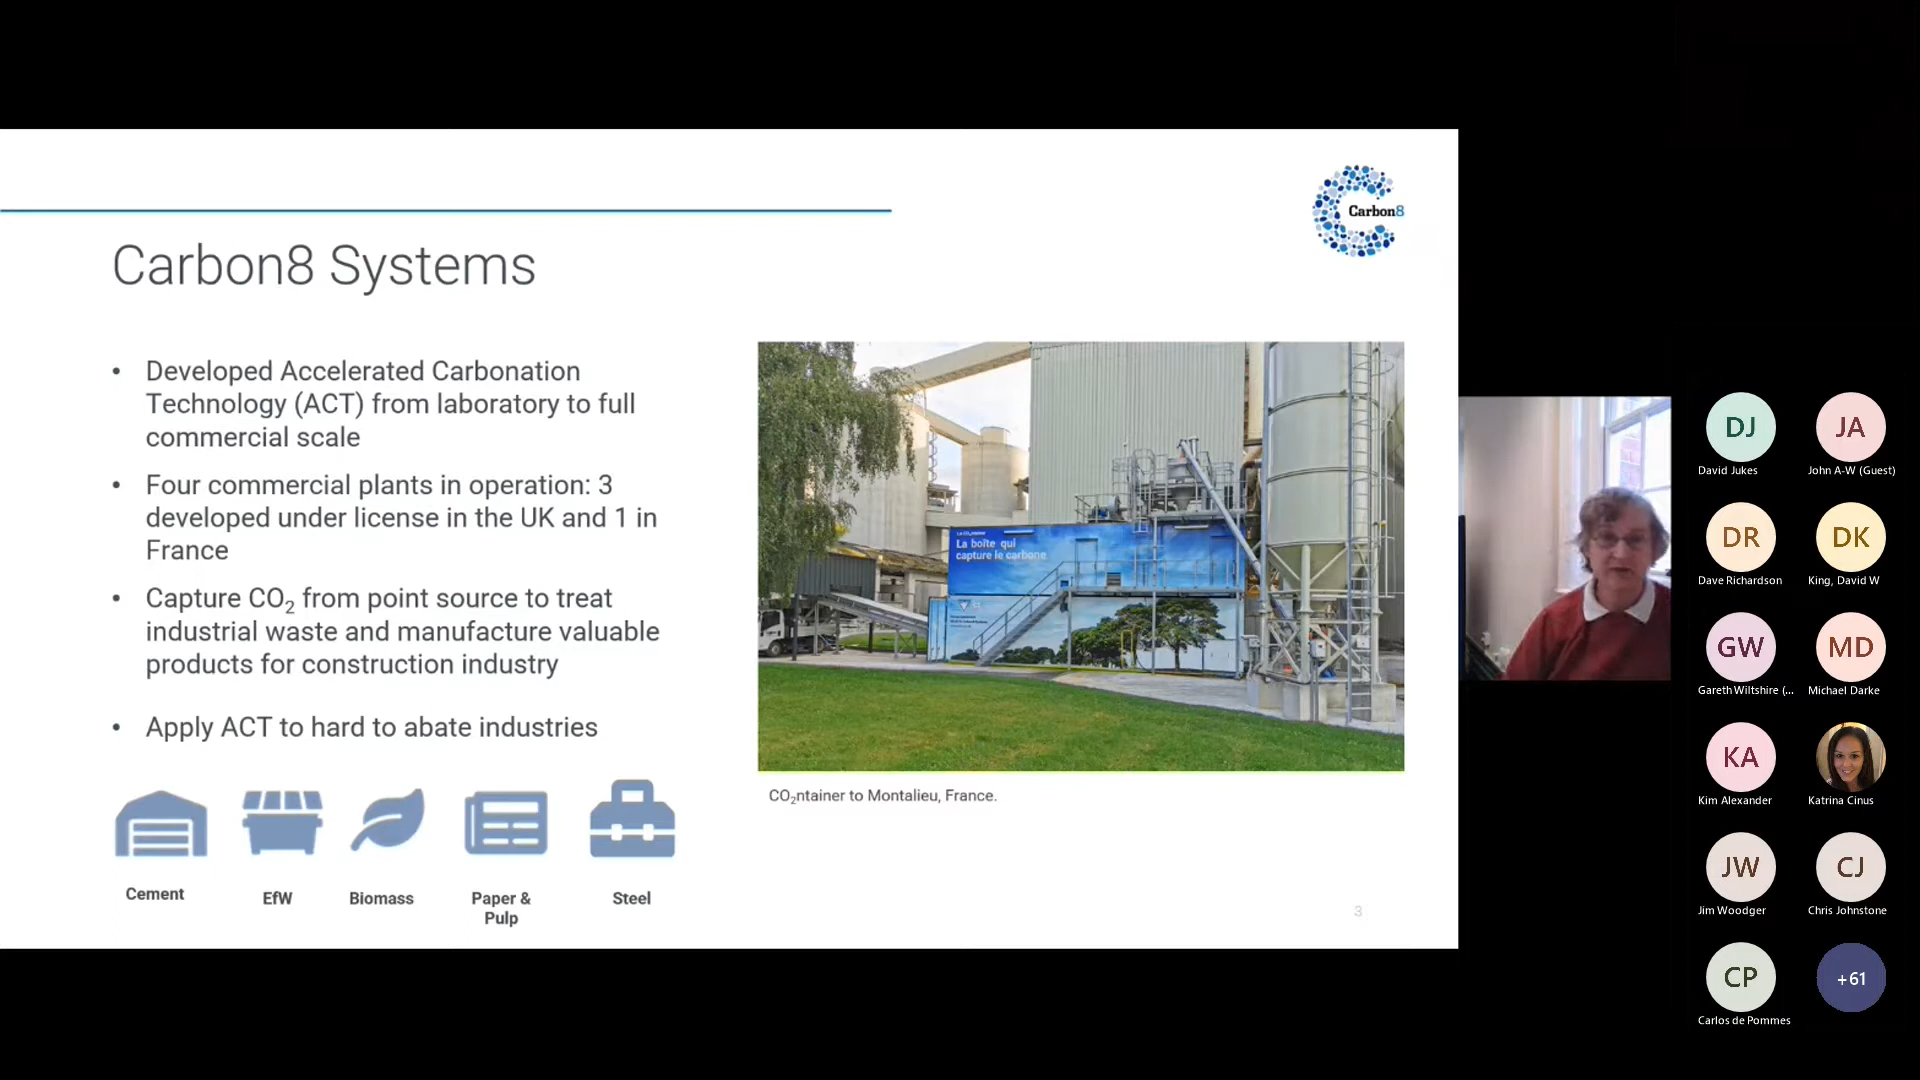 Carbon8
Carbon8 Systems
• Developed Accelerated Carbonation
Technology (ACT) from laboratory to full
commercial scale
• Four commercial plants in operation: 3
developed under license in the UK and 1 in
France
• Capture CO₂ from point source to treat
industrial waste and manufacture valuable
products for construction industry
• Apply ACT to hard to abate industries
Cement
EfW
Biomass
Paper &
Pulp
Steel
La boîte qui
capture le carbone
CO₂ntainer to Montalieu, France.
3
DJ
David Jukes
JA
John A-W (Guest)
DR
Dave Richardson
DK
King, David W
GW
Gareth Wiltshire (...
MD
Michael Darke
KA
Kim Alexander
Katrina Cinus
JW
Jim Woodger
CJ
Chris Johnstone
CP
Carlos de Pommes
+61